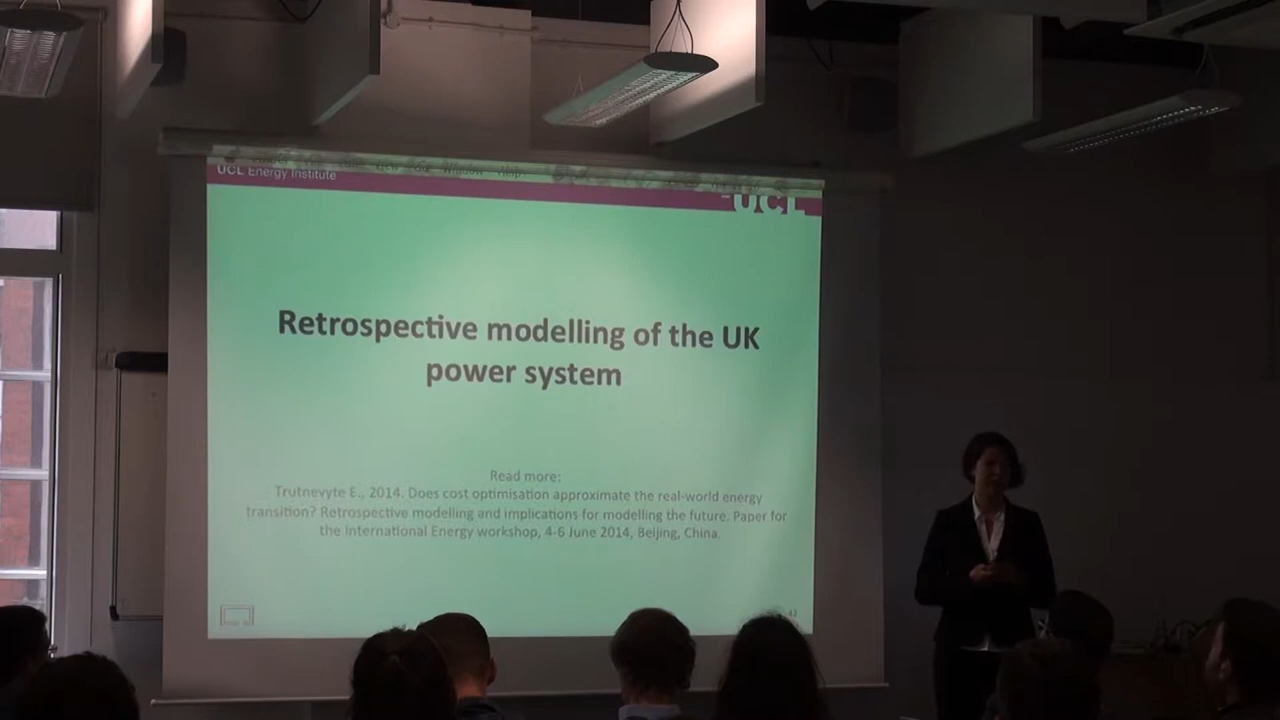 Window Help
UCL Energy Institute
UCL
Retrospective modelling of the UK
power system
Read more:
Trutnevyte E., 2014. Does cost optimisation approximate the real-world energy
transition? Retrospective modelling and implications for modelling the future. Paper for
the International Energy workshop, 4-6 June 2014, Beijing, China.